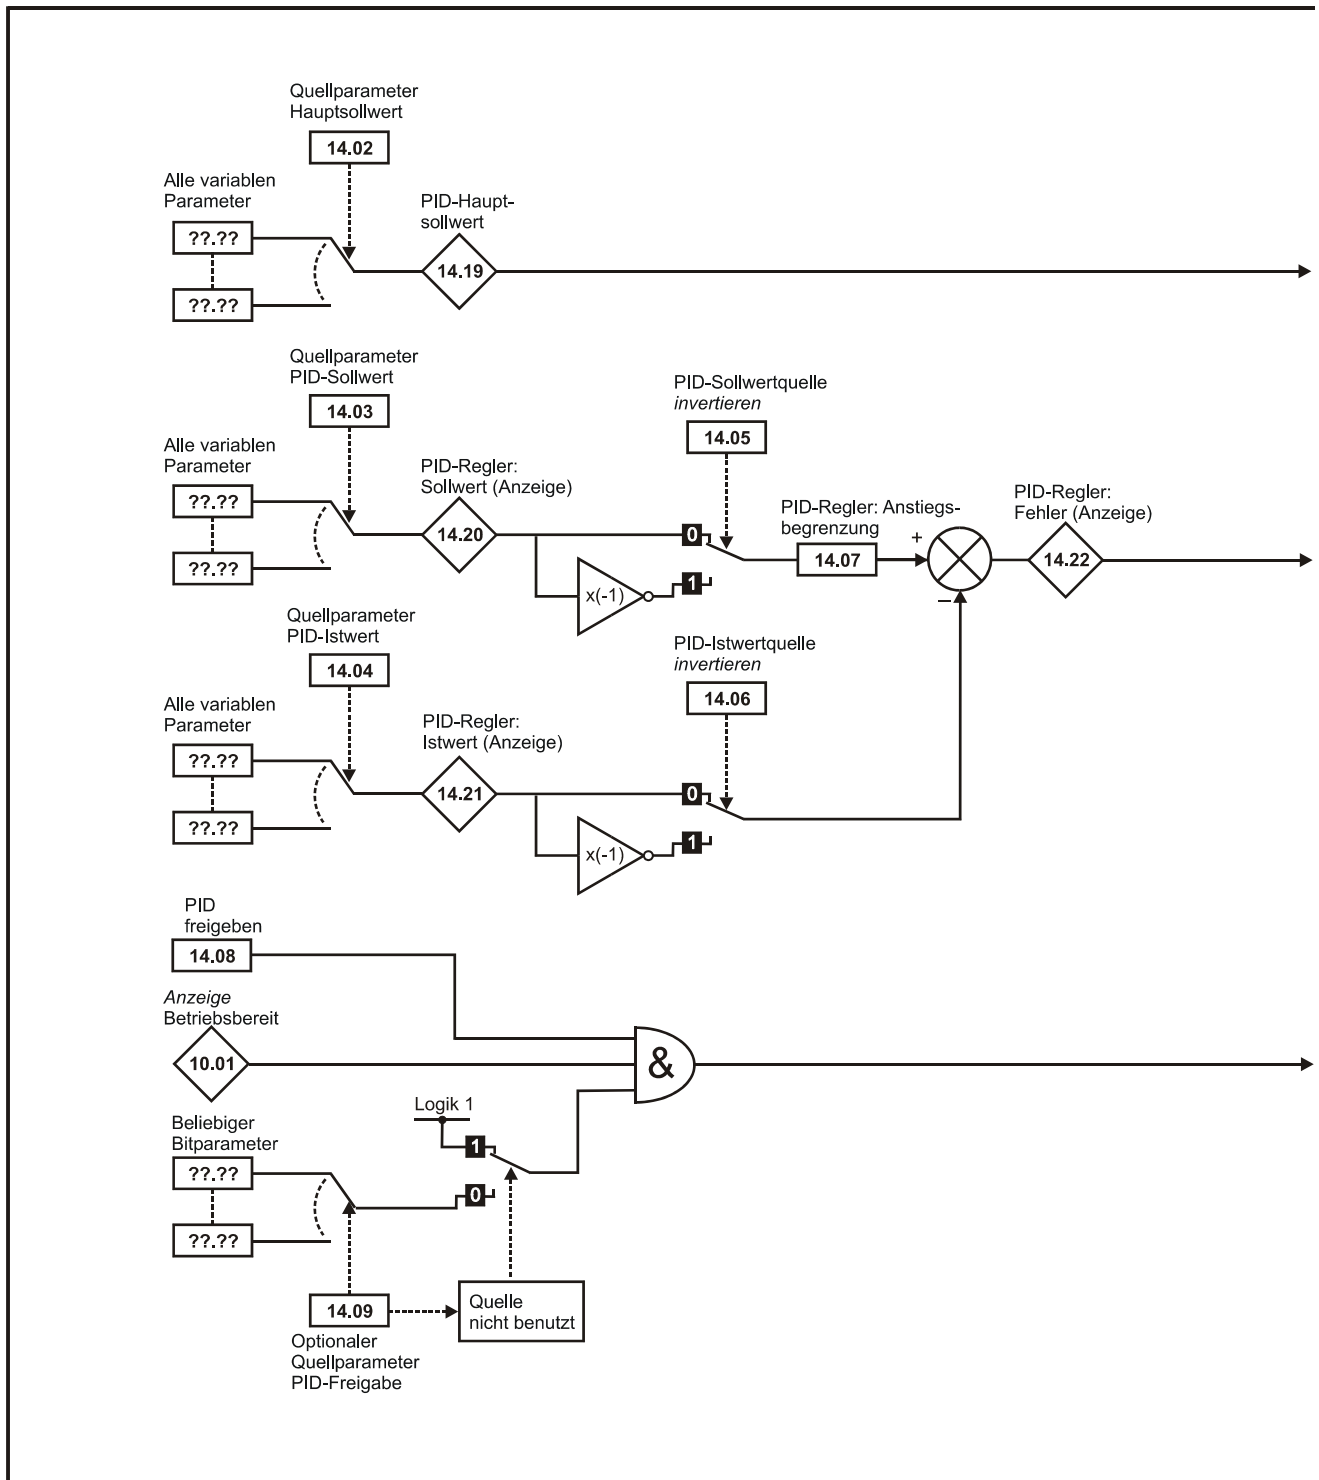 Quellparameter
Hauptsollwert
14.02
Alle variablen
Parameter
??.??
??.??
PID-Haupt-
sollwert
14.19
Quellparameter
PID-Sollwert
14.03
Alle variablen
Parameter
??.??
??.??
PID-Regler:
Sollwert (Anzeige)
14.20
x(-1)
PID-Sollwertquelle
invertieren
14.05
0
1
PID-Regler: Anstiegs-
begrenzung
14.07
+
–
PID-Regler:
Fehler (Anzeige)
14.22
Quellparameter
PID-Istwert
14.04
Alle variablen
Parameter
??.??
??.??
PID-Regler:
Istwert (Anzeige)
14.21
x(-1)
PID-Istwertquelle
invertieren
14.06
0
1
PID
freigeben
14.08
Anzeige
Betriebsbereit
10.01
&
Logik 1
1
0
Beliebiger
Bitparameter
??.??
??.??
14.09
Optionaler
Quellparameter
PID-Freigabe
Quelle
nicht benutzt